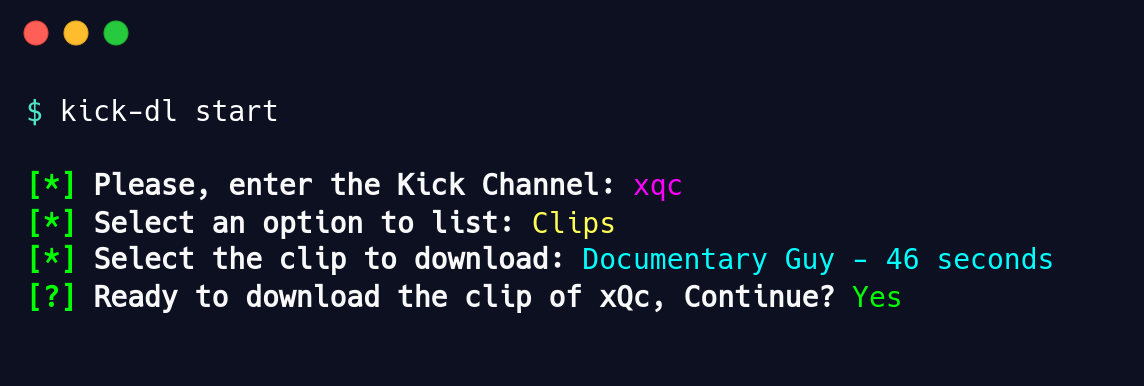 $ kick-dl start
[*] Please, enter the Kick Channel: xqc
[*] Select an option to list: Clips
[*] Select the clip to download: Documentary Guy - 46 seconds
[?] Ready to download the clip of xQc, Continue? Yes